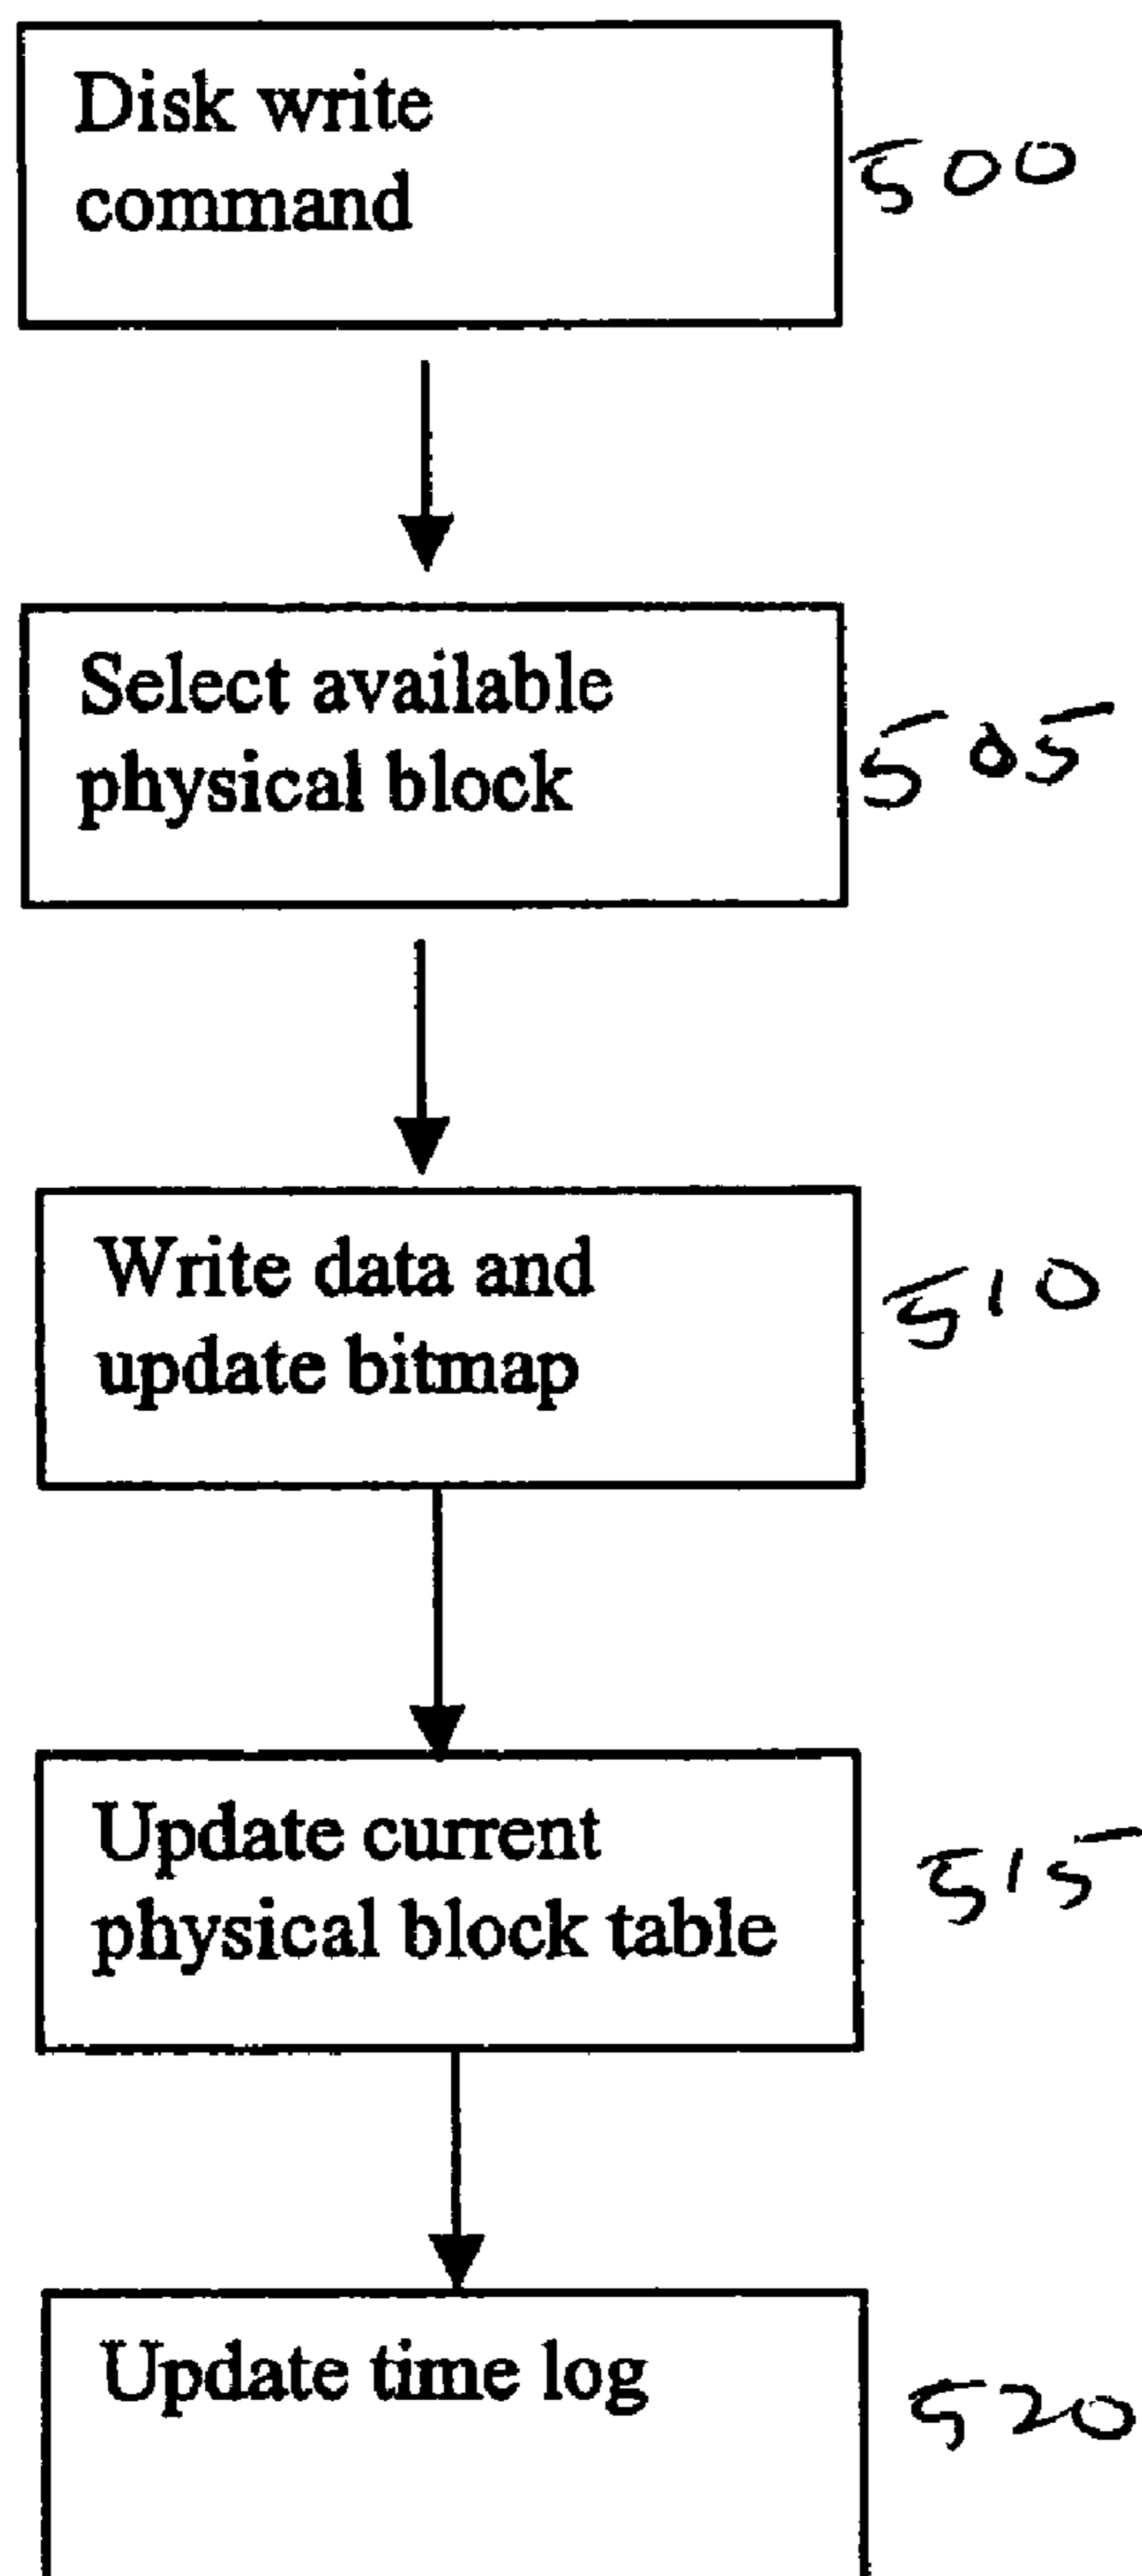 Disk write
command
500
Select available
physical block
505
Write data and
update bitmap
510
Update current
physical block table
515
Update time log
520